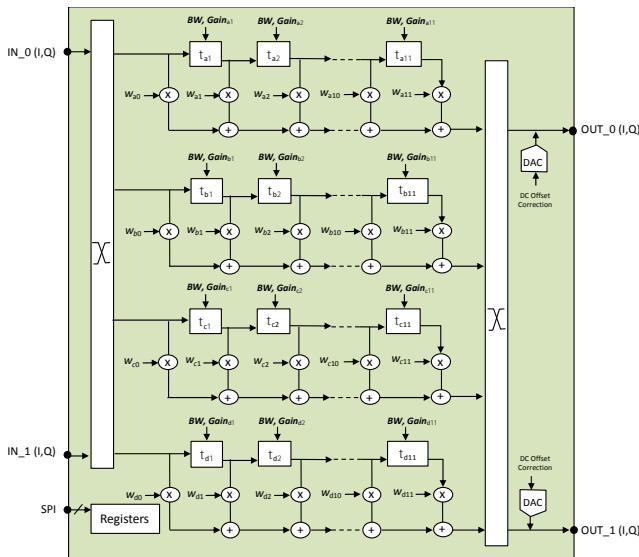 BW, Gaina1 BW, Gaina2 BW, Gaina11
IN_0 (I,Q) ta1 ta2 ta11
wa0 x wa1 x wa2 x wa10 x wa11 x
+ + + +
OUT_0 (I,Q)
DAC
DC Offset
Correction
BW, Gainb1 BW, Gainb2 BW, Gainb11
tb1 tb2 tb11
wb0 x wb1 x wb2 x wb10 x wb11 x
+ + + +
BW, Gainc1 BW, Gainc2 BW, Gainc11
tc1 tc2 tc11
wc0 x wc1 x wc2 x wc10 x wc11 x
+ + + +
BW, Gaind1 BW, Gaind2 BW, Gaind11
IN_1 (I,Q) td1 td2 td11
wd0 x wd1 x wd2 x wd10 x wd11 x
+ + + +
DC Offset
Correction
DAC
SPI Registers
OUT_1 (I,Q)